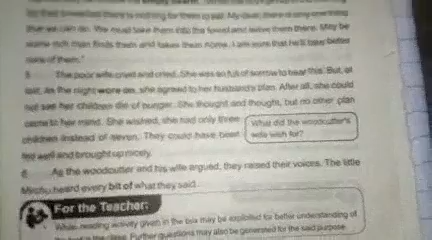 for their breakfast there is nothing for them to eat. My dear, there is only one thing
that we can do. We must take them into the forest and leave them there. May be
some rich man finds them and takes them home. I am sure that he'll take better
care of them."
5 The poor wife cried and cried. She was so full of sorrow to hear this. But, at
last, As the night wore on, she agreed to her husband's plan. After all, she could
not see her children die of hunger. She thought and thought, but no other plan
came to her mind. She wished, she had only three
children instead of seven. They could have been
fed well and brought up nicely.
What did the woodcutter's
wife wish for?
6 As the woodcutter and his wife argued, they raised their voices. The little
Mirchu heard every bit of what they said.
For the Teacher:
While-reading activity given in the box may be exploited for better understanding of
the text in the class. Further questions may also be generated for the said purpose.